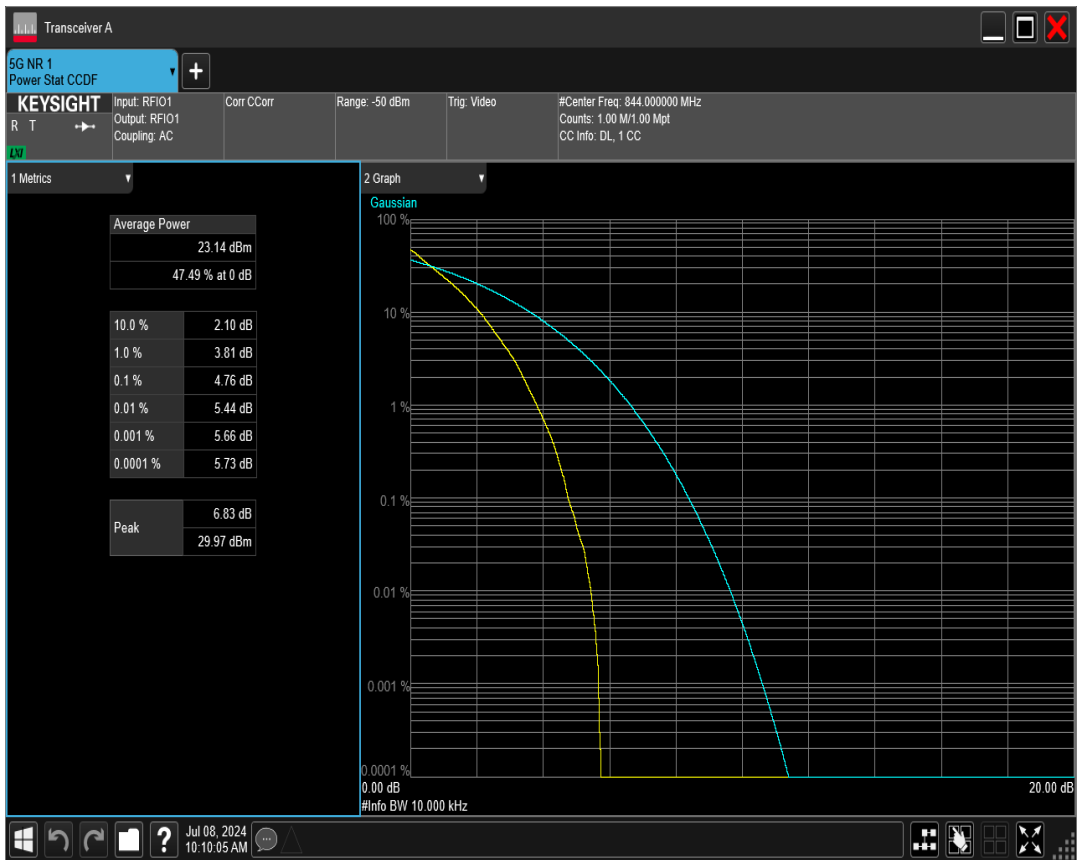 Transceiver A
5G NR 1
Power Stat CCDF
+
KEYSIGHT
R T
LXI
Input: RFIO1
Output: RFIO1
Coupling: AC
Corr CCorr
Range: -50 dBm
Trig: Video
#Center Freq: 844.000000 MHz
Counts: 1.00 M/1.00 Mpt
CC Info: DL, 1 CC
1 Metrics
Average Power
23.14 dBm
47.49 % at 0 dB
10.0 % 2.10 dB
1.0 % 3.81 dB
0.1 % 4.76 dB
0.01 % 5.44 dB
0.001 % 5.66 dB
0.0001 % 5.73 dB
Peak
6.83 dB
29.97 dBm
2 Graph
Gaussian
100 %
10 %
1 %
0.1 %
0.01 %
0.001 %
0.0001 %
0.00 dB 20.00 dB
#Info BW 10.000 kHz
?
Jul 08, 2024
10:10:05 AM